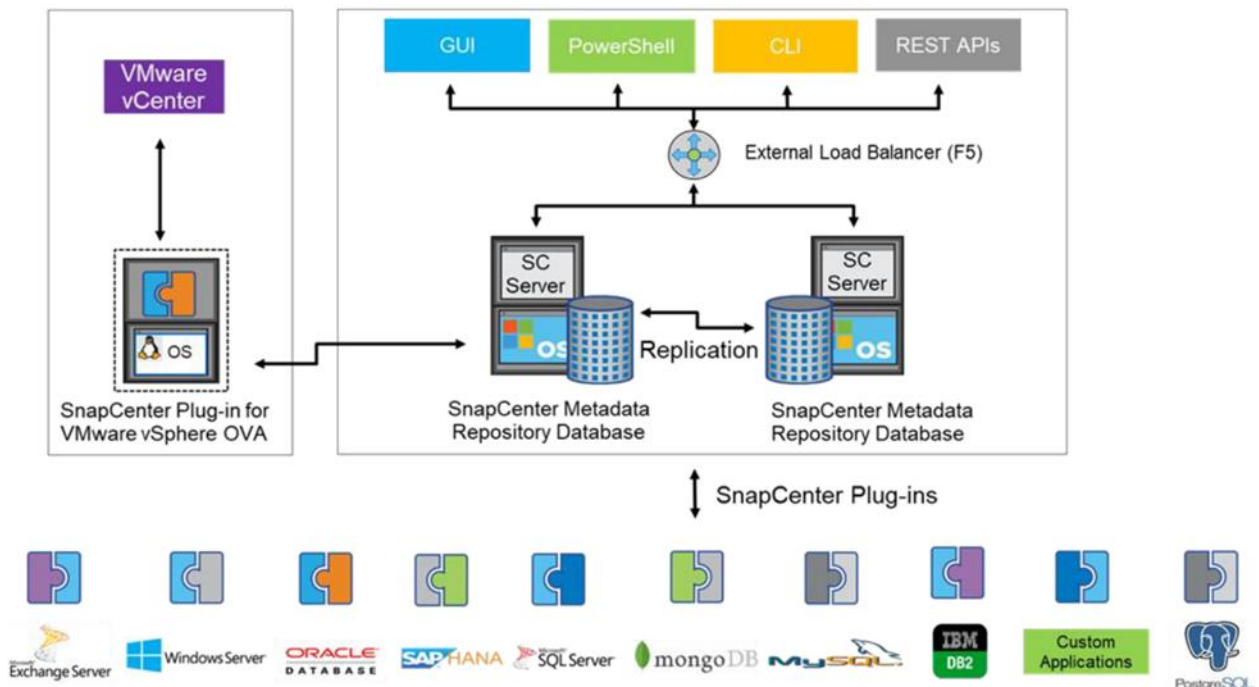 GUI
PowerShell
CLI
REST APIs
VMware
vCenter
External Load Balancer (F5)
SC
Server
SC
Server
OS
OS
OS
Replication
SnapCenter Plug-in for
VMware vSphere OVA
SnapCenter Metadata
Repository Database
SnapCenter Metadata
Repository Database
SnapCenter Plug-ins
Microsoft
Exchange Server
Windows Server
ORACLE
DATABASE
SAP HANA
Microsoft
SQL Server
mongoDB
MySQL
IBM
DB2
Custom
Applications
PostgreSQL